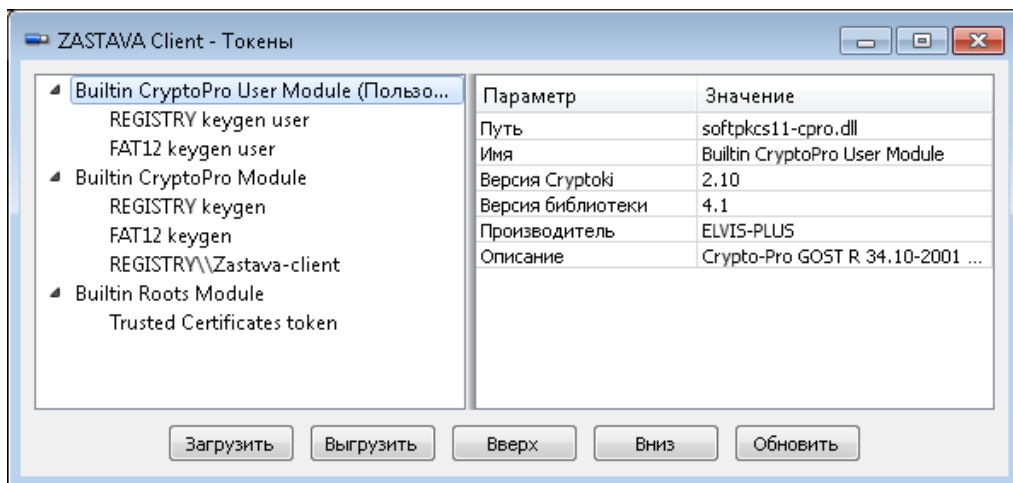 ZASTAVA Client - Токены
Builtin CryptoPro User Module (Пользо...
REGISTRY keygen user
FAT12 keygen user
Builtin CryptoPro Module
REGISTRY keygen
FAT12 keygen
REGISTRY\\Zastava-client
Builtin Roots Module
Trusted Certificates token
Параметр Значение
Путь softpkcs11-cpro.dll
Имя Builtin CryptoPro User Module
Версия Cryptoki 2.10
Версия библиотеки 4.1
Производитель ELVIS-PLUS
Описание Crypto-Pro GOST R 34.10-2001 ...
Загрузить Выгрузить Вверх Вниз Обновить